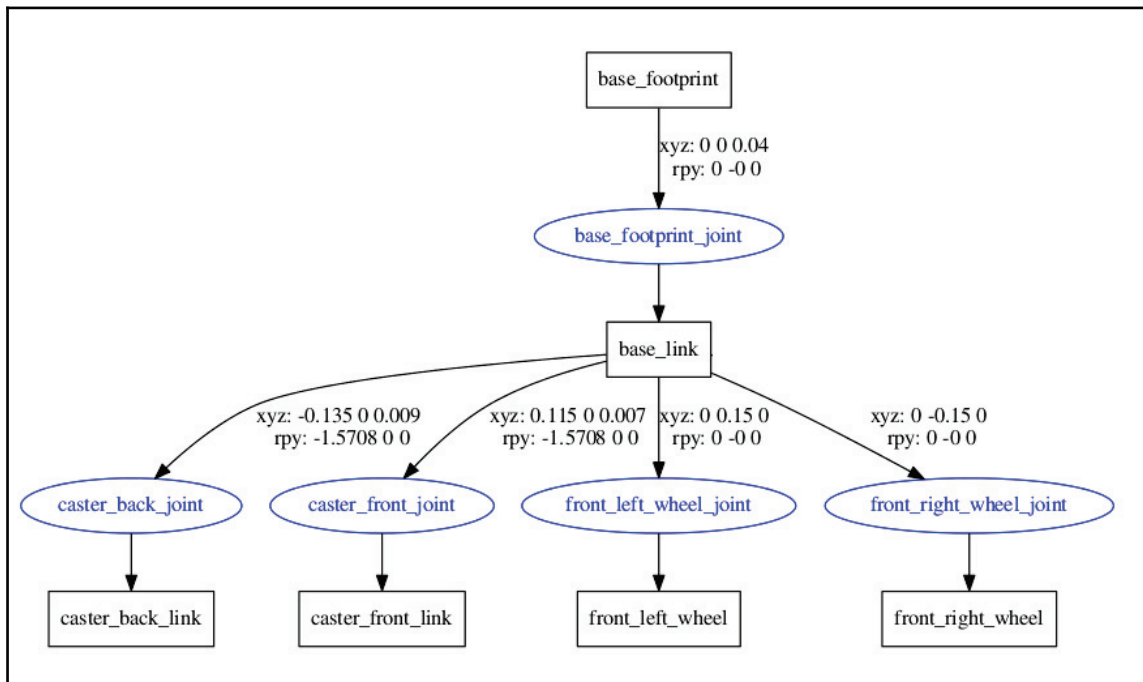 base_footprint
xyz: 0 0 0.04
rpy: 0 -0 0
base_footprint_joint
base_link
xyz: -0.135 0 0.009
rpy: -1.5708 0 0
xyz: 0.115 0 0.007
rpy: -1.5708 0 0
xyz: 0 0.15 0
rpy: 0 -0 0
xyz: 0 -0.15 0
rpy: 0 -0 0
caster_back_joint
caster_front_joint
front_left_wheel_joint
front_right_wheel_joint
caster_back_link
caster_front_link
front_left_wheel
front_right_wheel